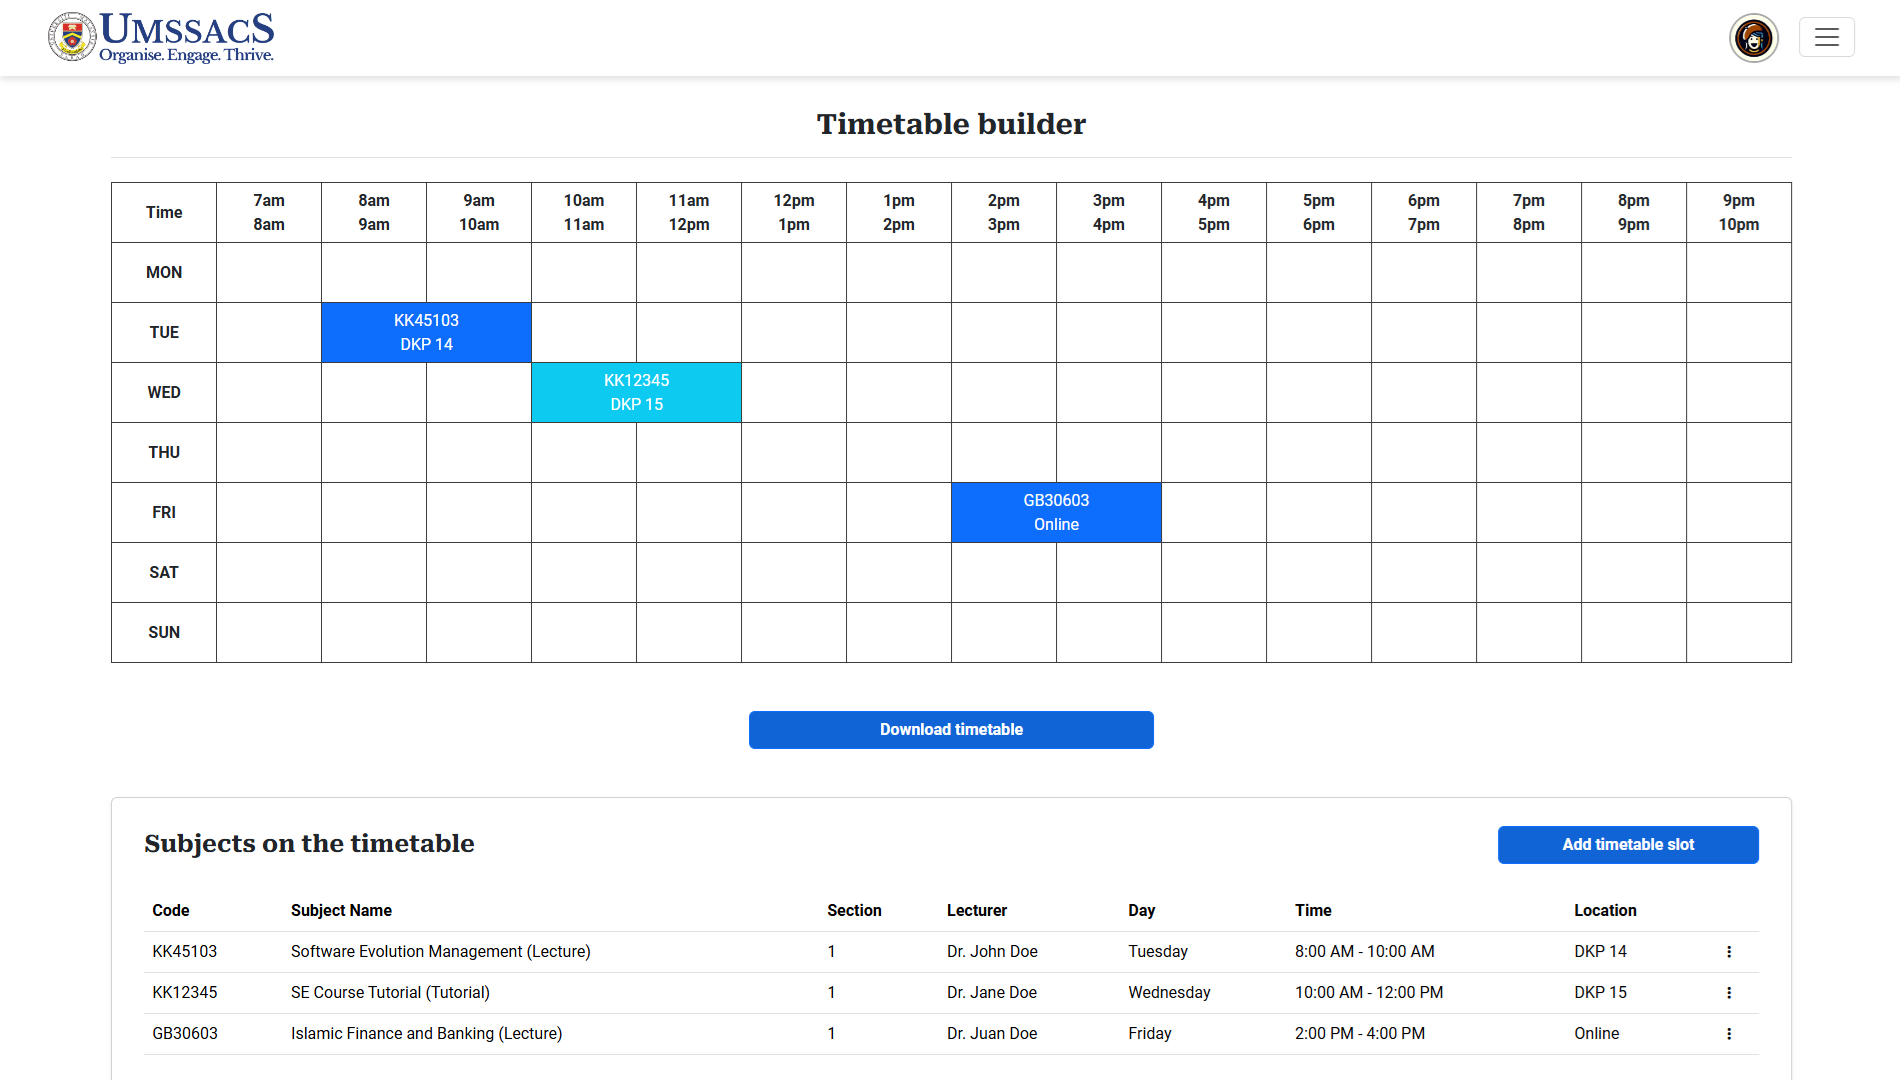 UMSSACS
Organise. Engage. Thrive.
Timetable builder
Time 7am 8am 9am 10am 11am 12pm 1pm 2pm 3pm 4pm 5pm 6pm 7pm 8pm 9pm
8am 9am 10am 11am 12pm 1pm 2pm 3pm 4pm 5pm 6pm 7pm 8pm 9pm 10pm
MON
TUE KK45103
DKP 14
WED KK12345
DKP 15
THU
FRI GB30603
Online
SAT
SUN
Download timetable
Subjects on the timetable
Add timetable slot
Code Subject Name Section Lecturer Day Time Location
KK45103 Software Evolution Management (Lecture) 1 Dr. John Doe Tuesday 8:00 AM - 10:00 AM DKP 14
KK12345 SE Course Tutorial (Tutorial) 1 Dr. Jane Doe Wednesday 10:00 AM - 12:00 PM DKP 15
GB30603 Islamic Finance and Banking (Lecture) 1 Dr. Juan Doe Friday 2:00 PM - 4:00 PM Online